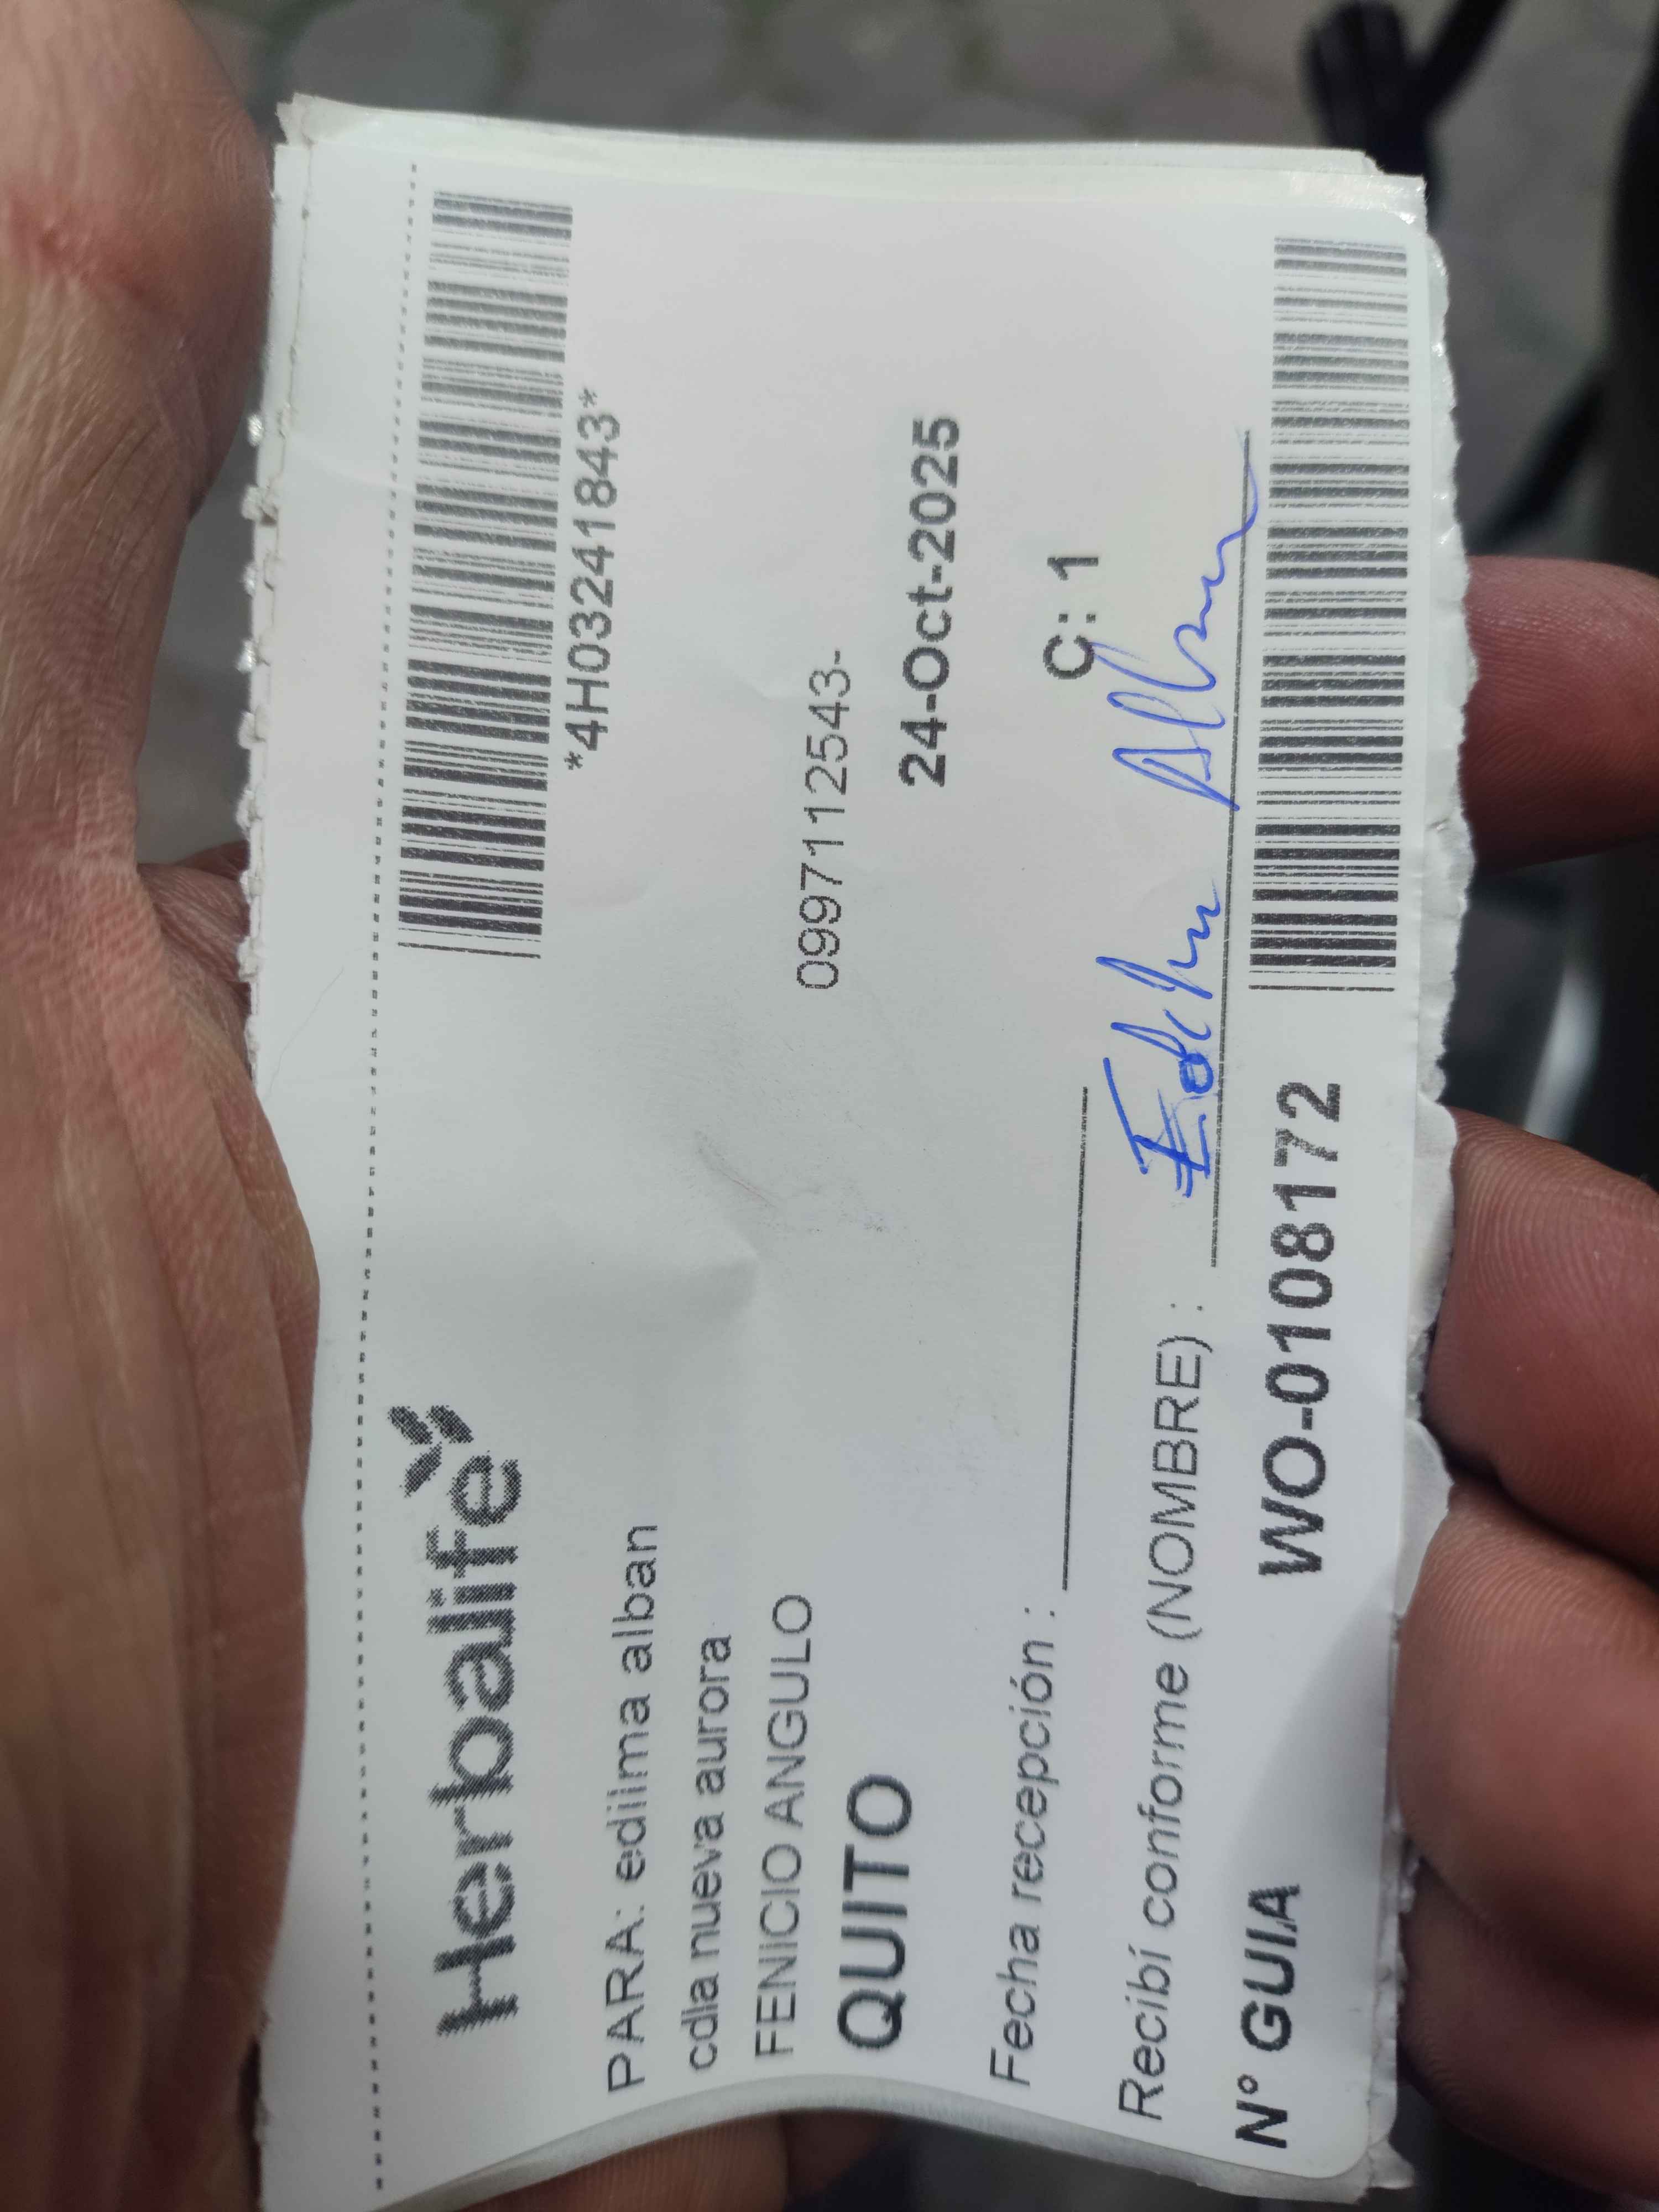 Herbalife
*4H03241843*
PARA: edilma alban
cdla nueva aurora
FENICIO ANGULO
0997112543-
QUITO
24-Oct-2025
Fecha recepción :
C: 1
Recibí conforme (NOMBRE) : Alban
N° GUIA WO-0108172